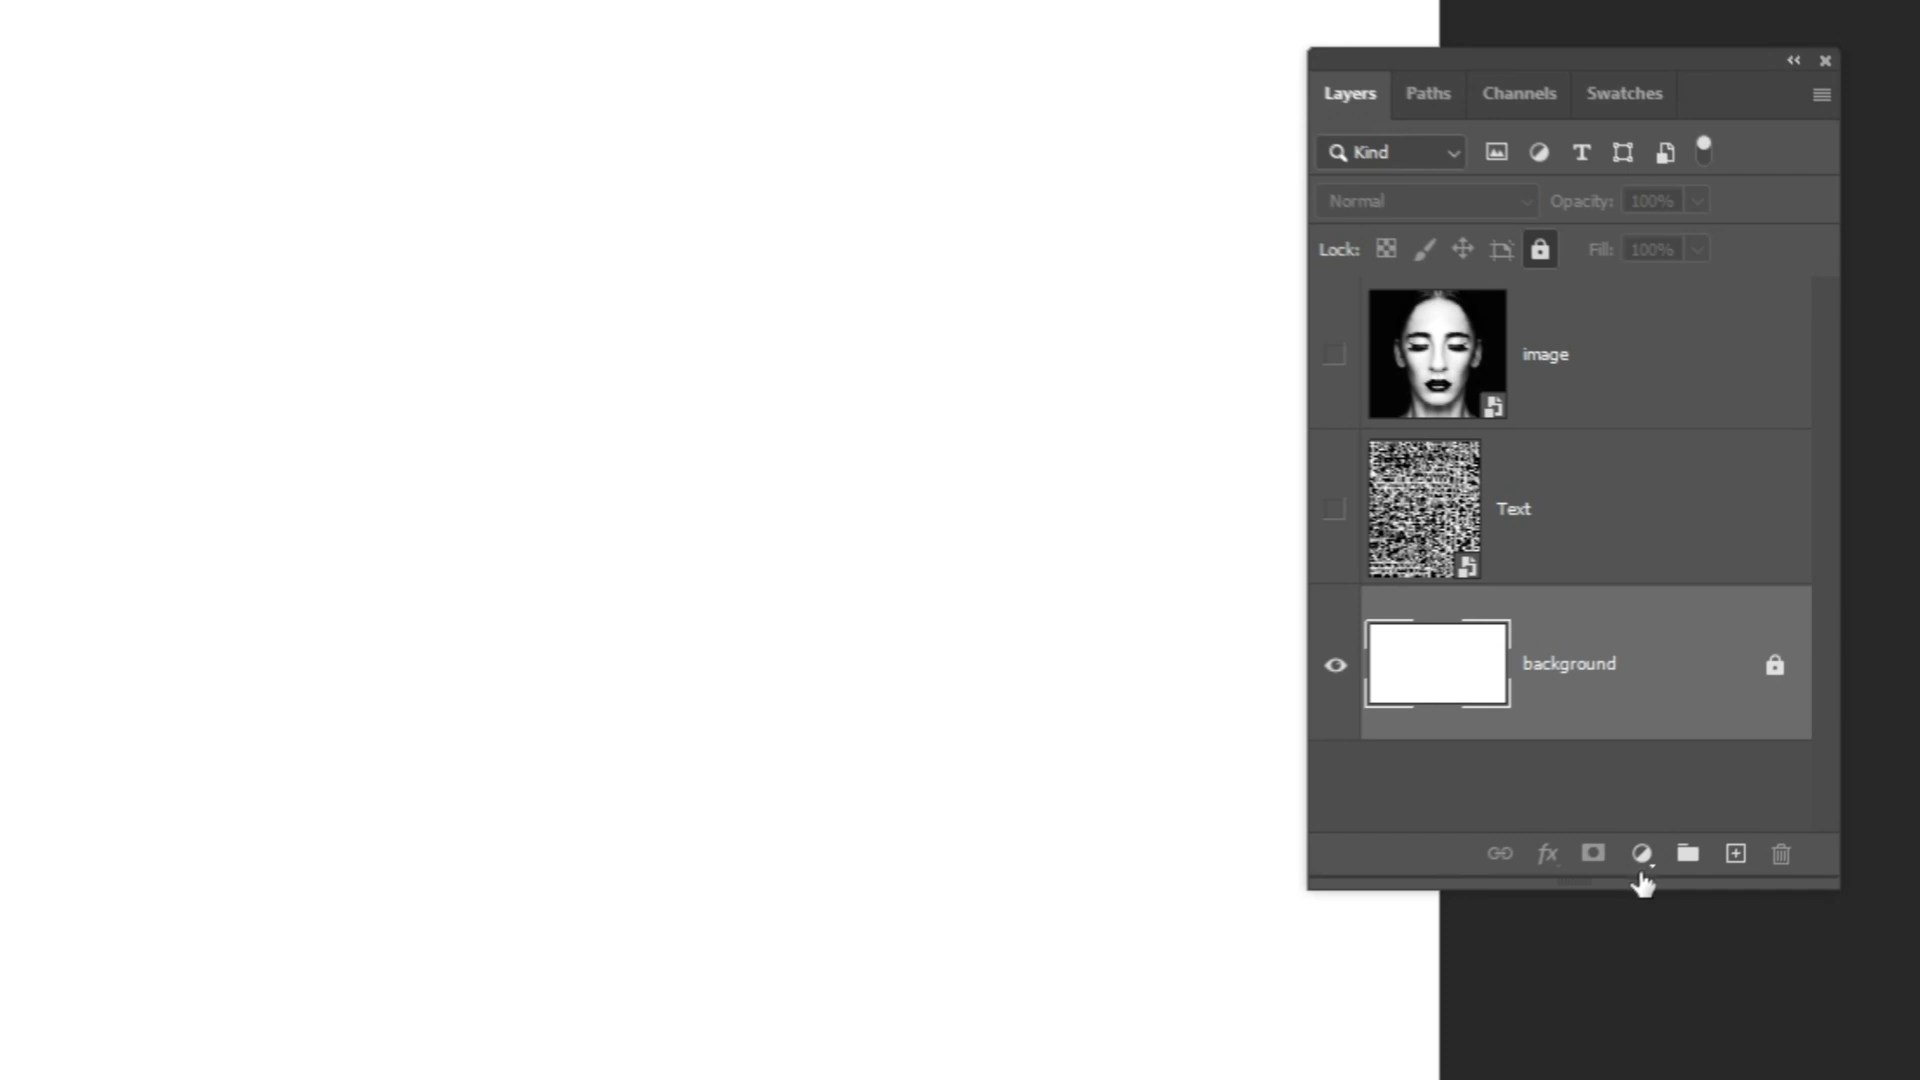 Layers Paths Channels Swatches
Kind T
Normal Opacity: 100%
Lock: Fill: 100%
image
Text
background
fx